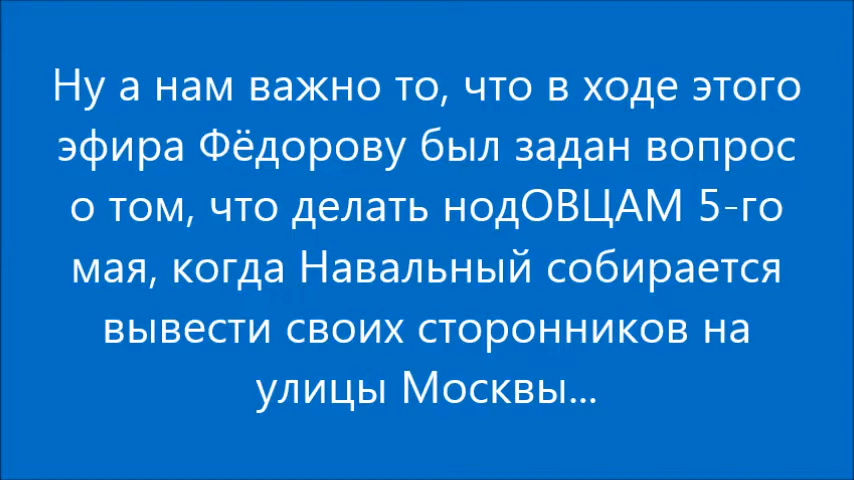 Ну а нам важно то, что в ходе этого
эфира Фёдорову был задан вопрос
о том, что делать нодОВЦАМ 5-го
мая, когда Навальный собирается
вывести своих сторонников на
улицы Москвы...